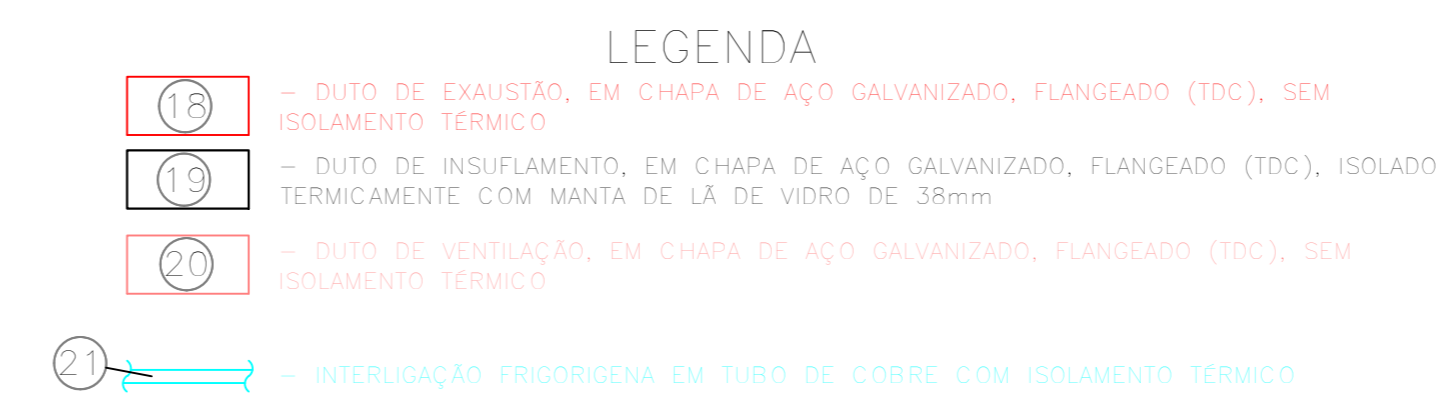 LEGENDA
18
– DUTO DE EXAUSTÃO, EM CHAPA DE AÇO GALVANIZADO, FLANGEADO (TDC), SEM
ISOLAMENTO TÉRMICO
19
– DUTO DE INSUFLAMENTO, EM CHAPA DE AÇO GALVANIZADO, FLANGEADO (TDC), ISOLADO
TERMICAMENTE COM MANTA DE LÃ DE VIDRO DE 38mm
20
– DUTO DE VENTILAÇÃO, EM CHAPA DE AÇO GALVANIZADO, FLANGEADO (TDC), SEM
ISOLAMENTO TÉRMICO
21
– INTERLIGAÇÃO FRIGORIGENA EM TUBO DE COBRE COM ISOLAMENTO TÉRMICO